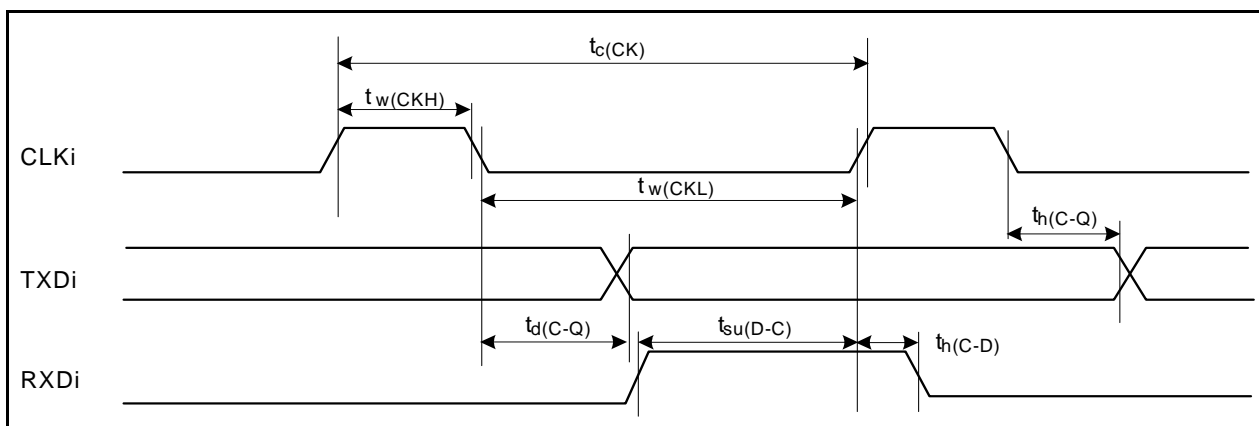 tc(CK)
tw(CKH)
CLKi
tw(CKL)
th(C-Q)
TXDi
td(C-Q)
tsu(D-C)
th(C-D)
RXDi